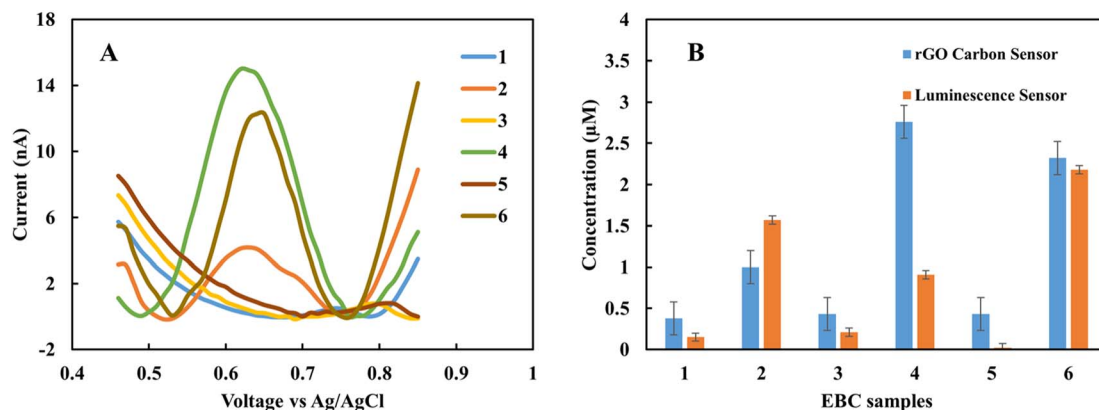 A
18
14
10
6
2
-2
Current (nA)
0.4 0.5 0.6 0.7 0.8 0.9 1
Voltage vs Ag/AgCl
1
2
3
4
5
6
B
4
3.5
3
2.5
2
1.5
1
0.5
0
Concentration (μM)
rGO Carbon Sensor
Luminescence Sensor
1 2 3 4 5 6
EBC samples